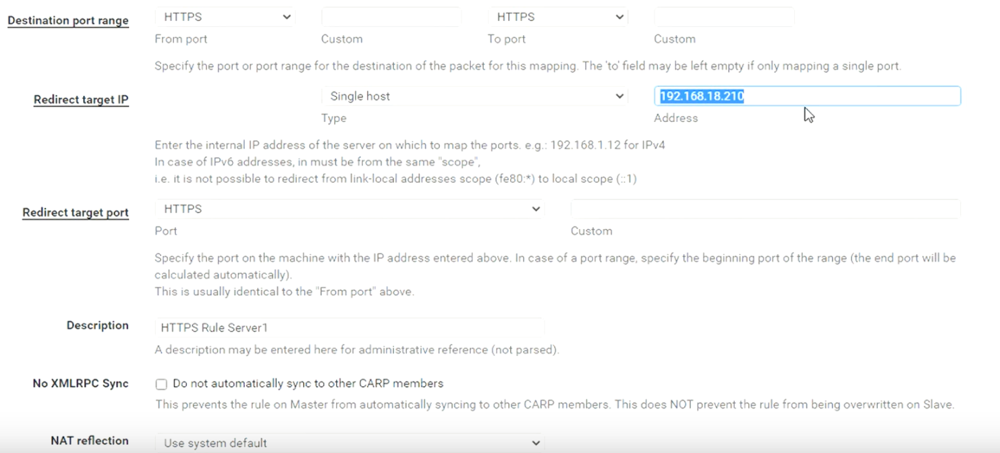 Destination port range HTTPS HTTPS
From port Custom To port Custom
Specify the port or port range for the destination of the packet for this mapping. The 'to' field may be left empty if only mapping a single port.
Redirect target IP Single host 192.168.18.210
Type Address
Enter the internal IP address of the server on which to map the ports. e.g.: 192.168.1.12 for IPv4
In case of IPv6 addresses, in must be from the same "scope",
i.e. it is not possible to redirect from link-local addresses scope (fe80:*) to local scope (::1)
Redirect target port HTTPS
Port Custom
Specify the port on the machine with the IP address entered above. In case of a port range, specify the beginning port of the range (the end port will be
calculated automatically).
This is usually identical to the "From port" above.
Description HTTPS Rule Server1
A description may be entered here for administrative reference (not parsed).
No XMLRPC Sync Do not automatically sync to other CARP members
This prevents the rule on Master from automatically syncing to other CARP members. This does NOT prevent the rule from being overwritten on Slave.
NAT reflection Use system default